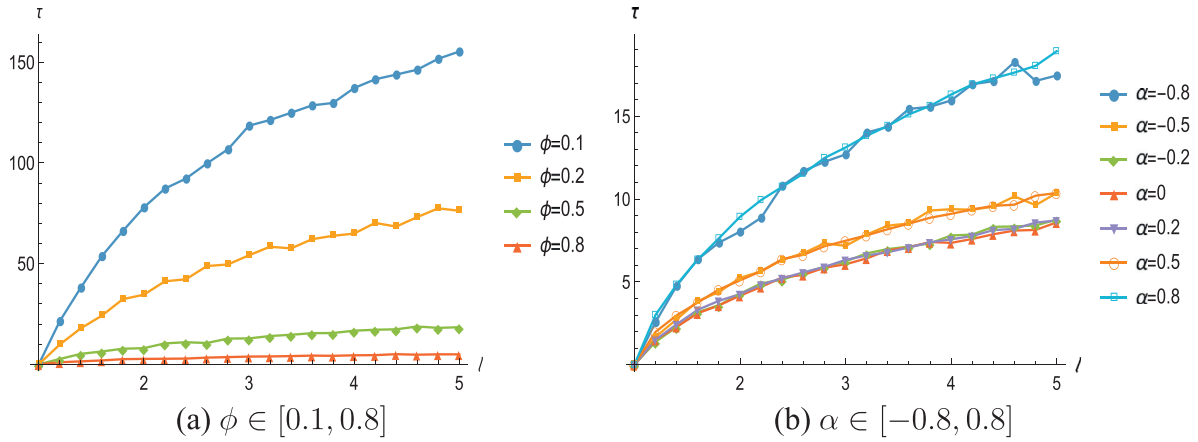 τ
150
100
50
2
3
4
5
l
ϕ=0.1
ϕ=0.2
ϕ=0.5
ϕ=0.8
(a) ϕ ∈ [0.1, 0.8]
τ
15
10
5
2
3
4
5
l
α=−0.8
α=−0.5
α=−0.2
α=0
α=0.2
α=0.5
α=0.8
(b) α ∈ [−0.8, 0.8]